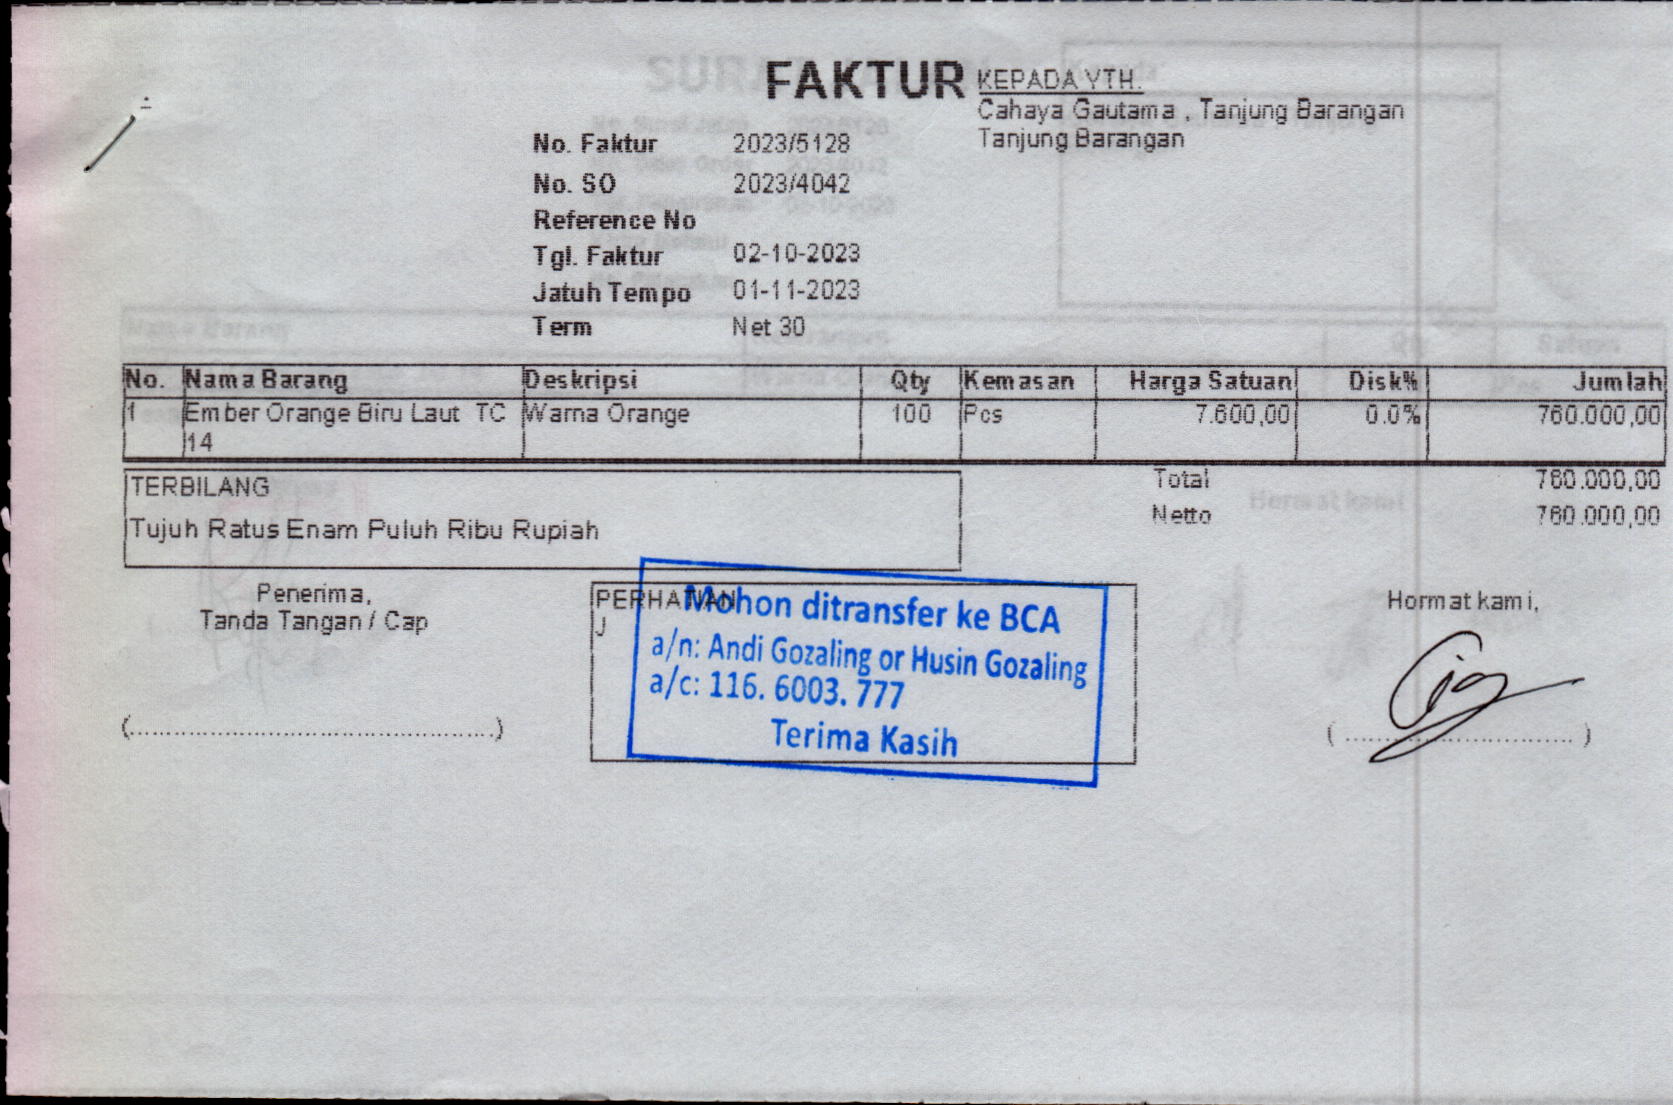 FAKTUR
KEPADA YTH.
Cahaya Gautama , Tanjung Barangan
Tanjung Barangan
No. Faktur 2023/5128
No. SO 2023/4042
Reference No
Tgl. Faktur 02-10-2023
Jatuh Tempo 01-11-2023
Term Net 30
No. Nama Barang Deskripsi Qty Kemasan Harga Satuan Disk% Jumlah
1 Ember Orange Biru Laut TC Warna Orange 100 Pcs 7.600,00 0.0% 760.000,00
14
TERBILANG
Tujuh Ratus Enam Puluh Ribu Rupiah
Total 760.000,00
Netto 760.000,00
Penerima,
Tanda Tangan / Cap
(................................................)
PERHATIAN
J
Mohon ditransfer ke BCA
a/n: Andi Gozaling or Husin Gozaling
a/c: 116. 6003. 777
Terima Kasih
Hormat kami,
( .............................. )